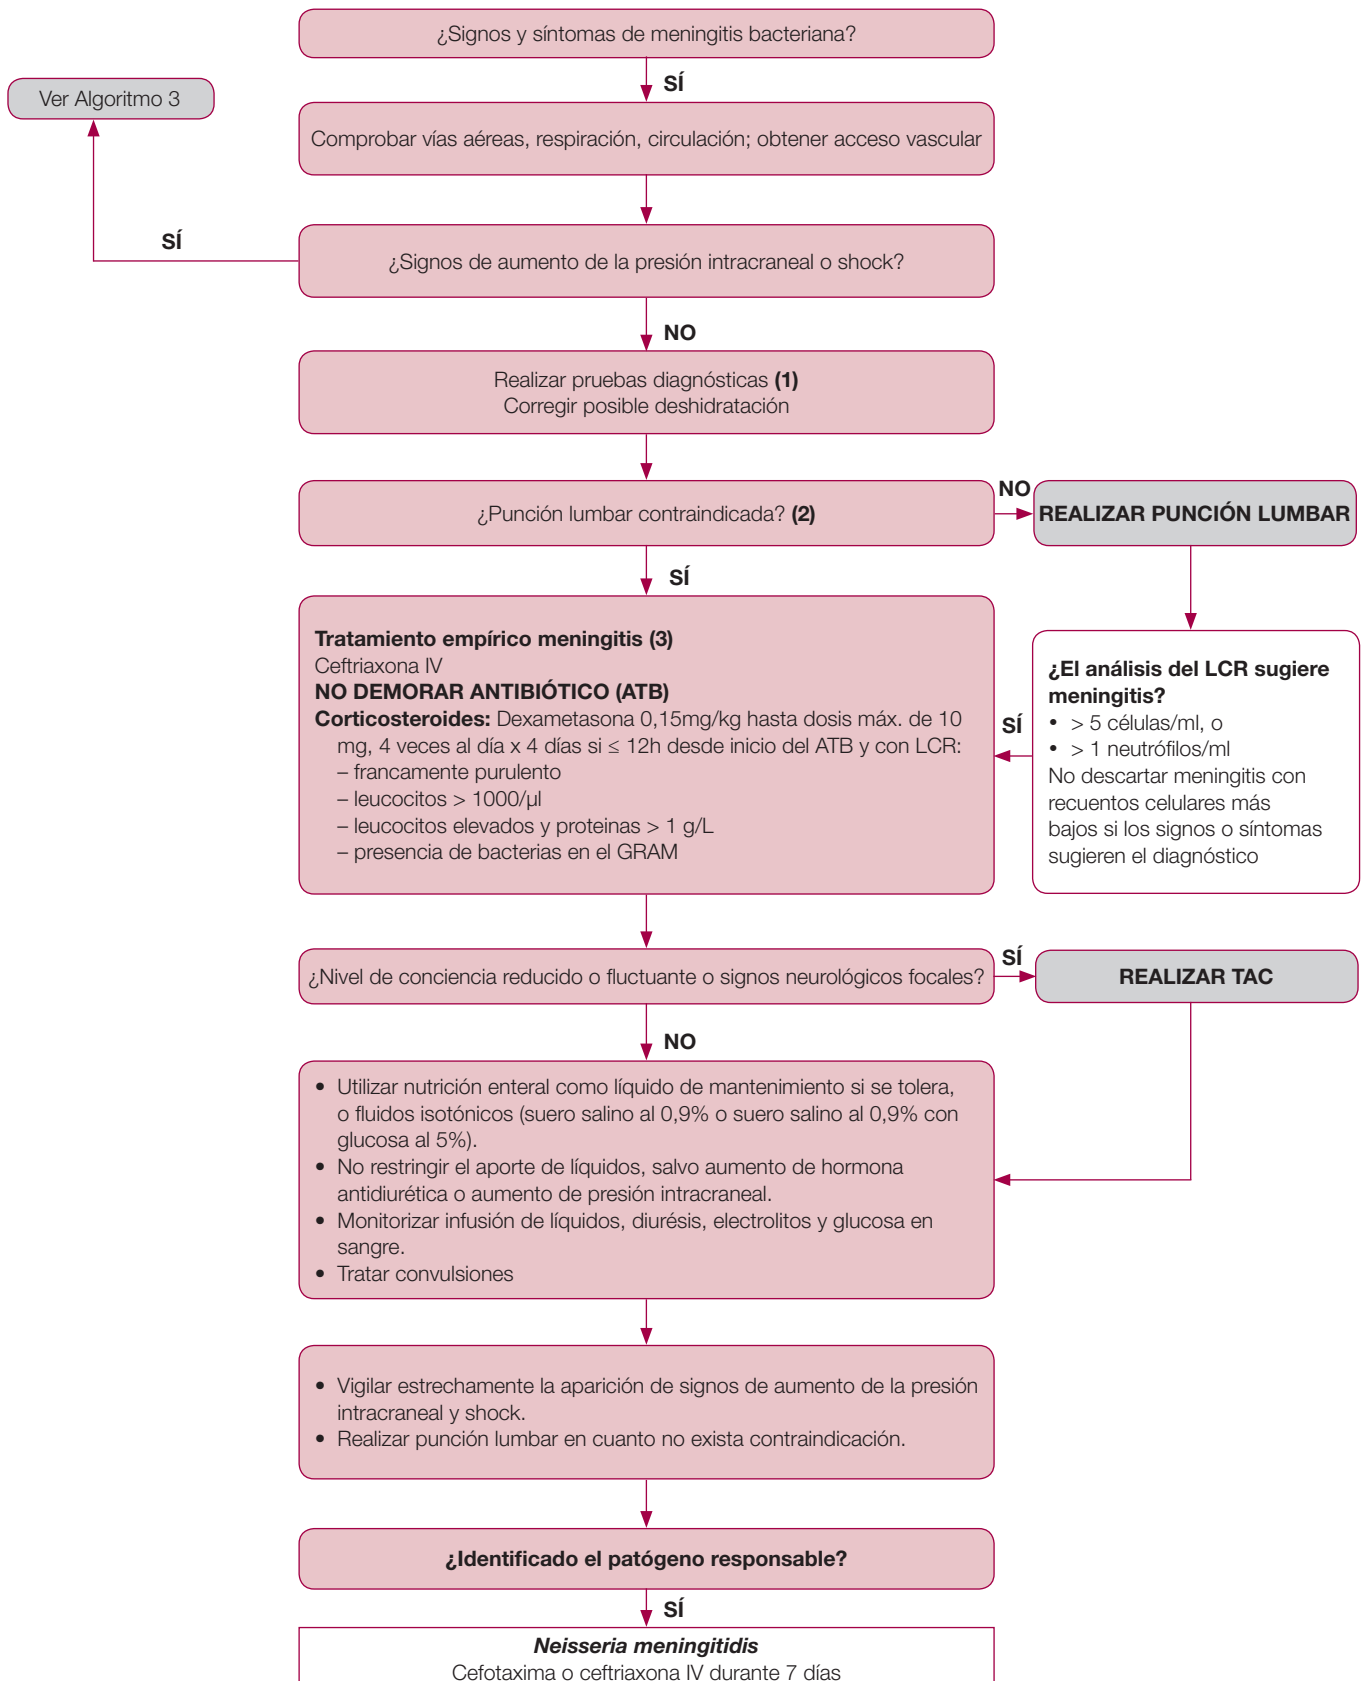 ¿Signos y síntomas de meningitis bacteriana?
SÍ
Ver Algoritmo 3
Comprobar vías aéreas, respiración, circulación; obtener acceso vascular
SÍ
¿Signos de aumento de la presión intracraneal o shock?
NO
Realizar pruebas diagnósticas (1)
Corregir posible deshidratación
¿Punción lumbar contraindicada? (2)
NO
REALIZAR PUNCIÓN LUMBAR
SÍ
Tratamiento empírico meningitis (3)
Ceftriaxona IV
NO DEMORAR ANTIBIÓTICO (ATB)
Corticosteroides: Dexametasona 0,15mg/kg hasta dosis máx. de 10
mg, 4 veces al día x 4 días si ≤ 12h desde inicio del ATB y con LCR:
– francamente purulento
– leucocitos > 1000/µl
– leucocitos elevados y proteinas > 1 g/L
– presencia de bacterias en el GRAM
SÍ
¿El análisis del LCR sugiere
meningitis?
• > 5 células/ml, o
• > 1 neutrófilos/ml
No descartar meningitis con
recuentos celulares más
bajos si los signos o síntomas
sugieren el diagnóstico
¿Nivel de conciencia reducido o fluctuante o signos neurológicos focales?
SÍ
REALIZAR TAC
NO
• Utilizar nutrición enteral como líquido de mantenimiento si se tolera,
o fluidos isotónicos (suero salino al 0,9% o suero salino al 0,9% con
glucosa al 5%).
• No restringir el aporte de líquidos, salvo aumento de hormona
antidiurética o aumento de presión intracraneal.
• Monitorizar infusión de líquidos, diurésis, electrolitos y glucosa en
sangre.
• Tratar convulsiones
• Vigilar estrechamente la aparición de signos de aumento de la presión
intracraneal y shock.
• Realizar punción lumbar en cuanto no exista contraindicación.
¿Identificado el patógeno responsable?
SÍ
Neisseria meningitidis
Cefotaxima o ceftriaxona IV durante 7 días